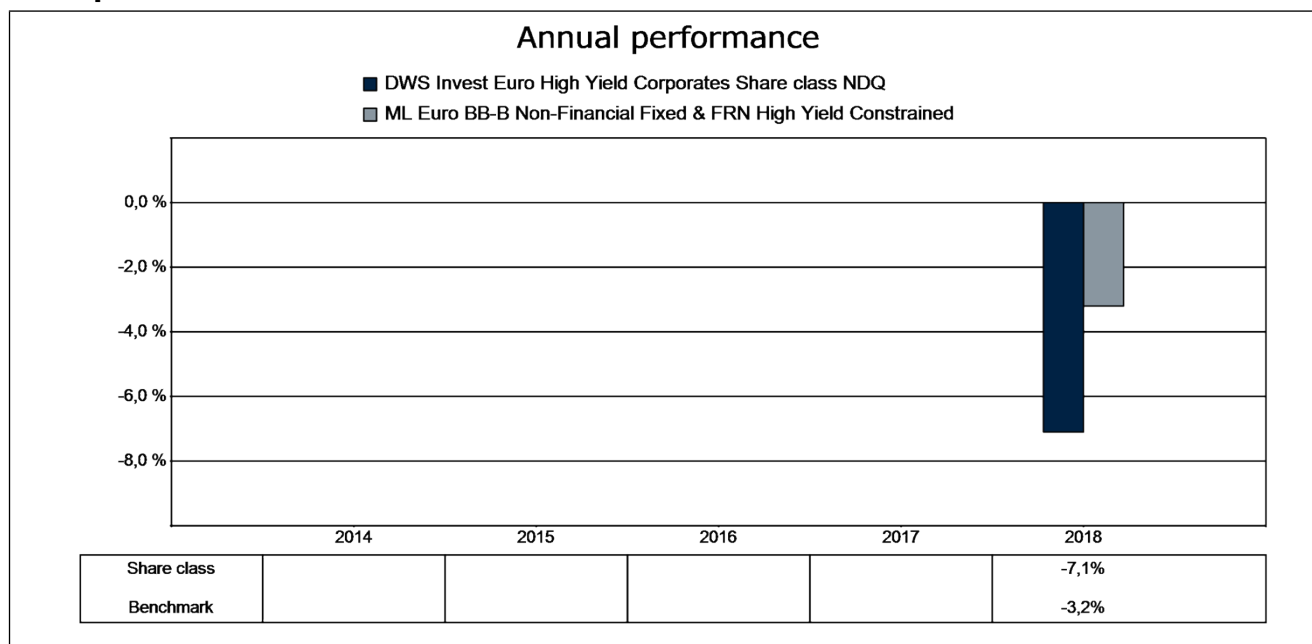 Annual performance
DWS Invest Euro High Yield Corporates Share class NDQ
ML Euro BB-B Non-Financial Fixed & FRN High Yield Constrained
0,0 %
-2,0 %
-4,0 %
-6,0 %
-8,0 %
2014 2015 2016 2017 2018
Share class -7,1%
Benchmark -3,2%